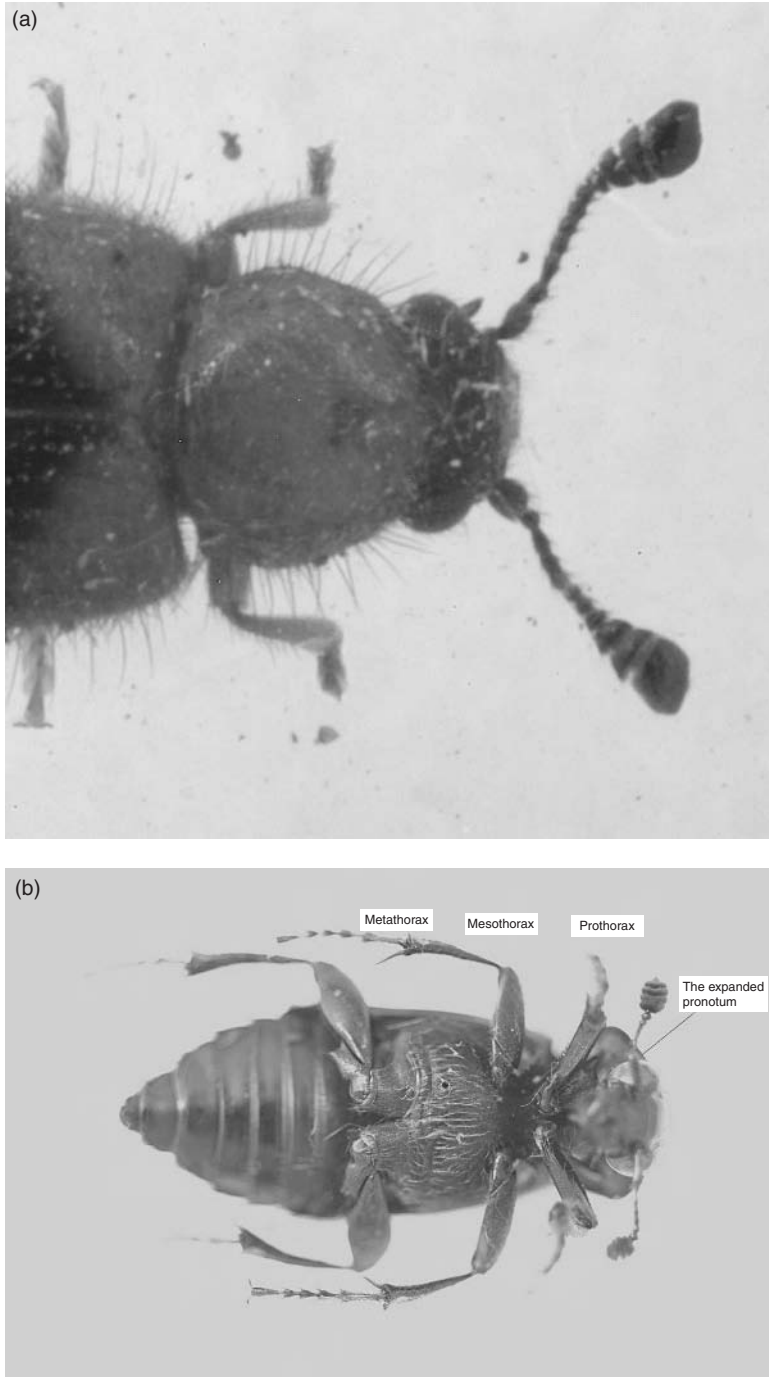 (a)
(b)
Metathorax
Mesothorax
Prothorax
The expanded
pronotum